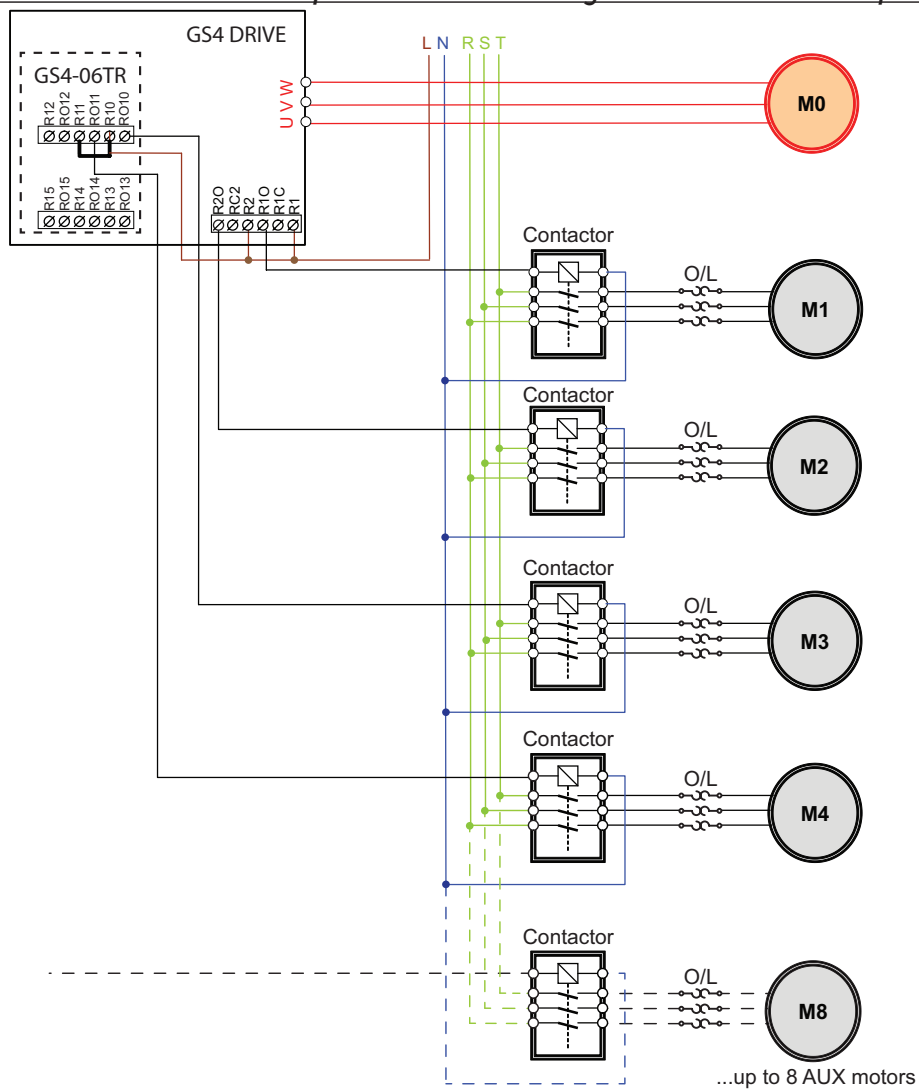 GS4 DRIVE
L N R S T
GS4-06TR
R12
RO12
R11
RO11
R10
RO10
U V W
M0
R15
RO15
R14
RO14
R13
RO13
R2O
RC2
R2
R1O
R1C
R1
Contactor
O/L
M1
Contactor
O/L
M2
Contactor
O/L
M3
Contactor
O/L
M4
Contactor
O/L
M8
...up to 8 AUX motors